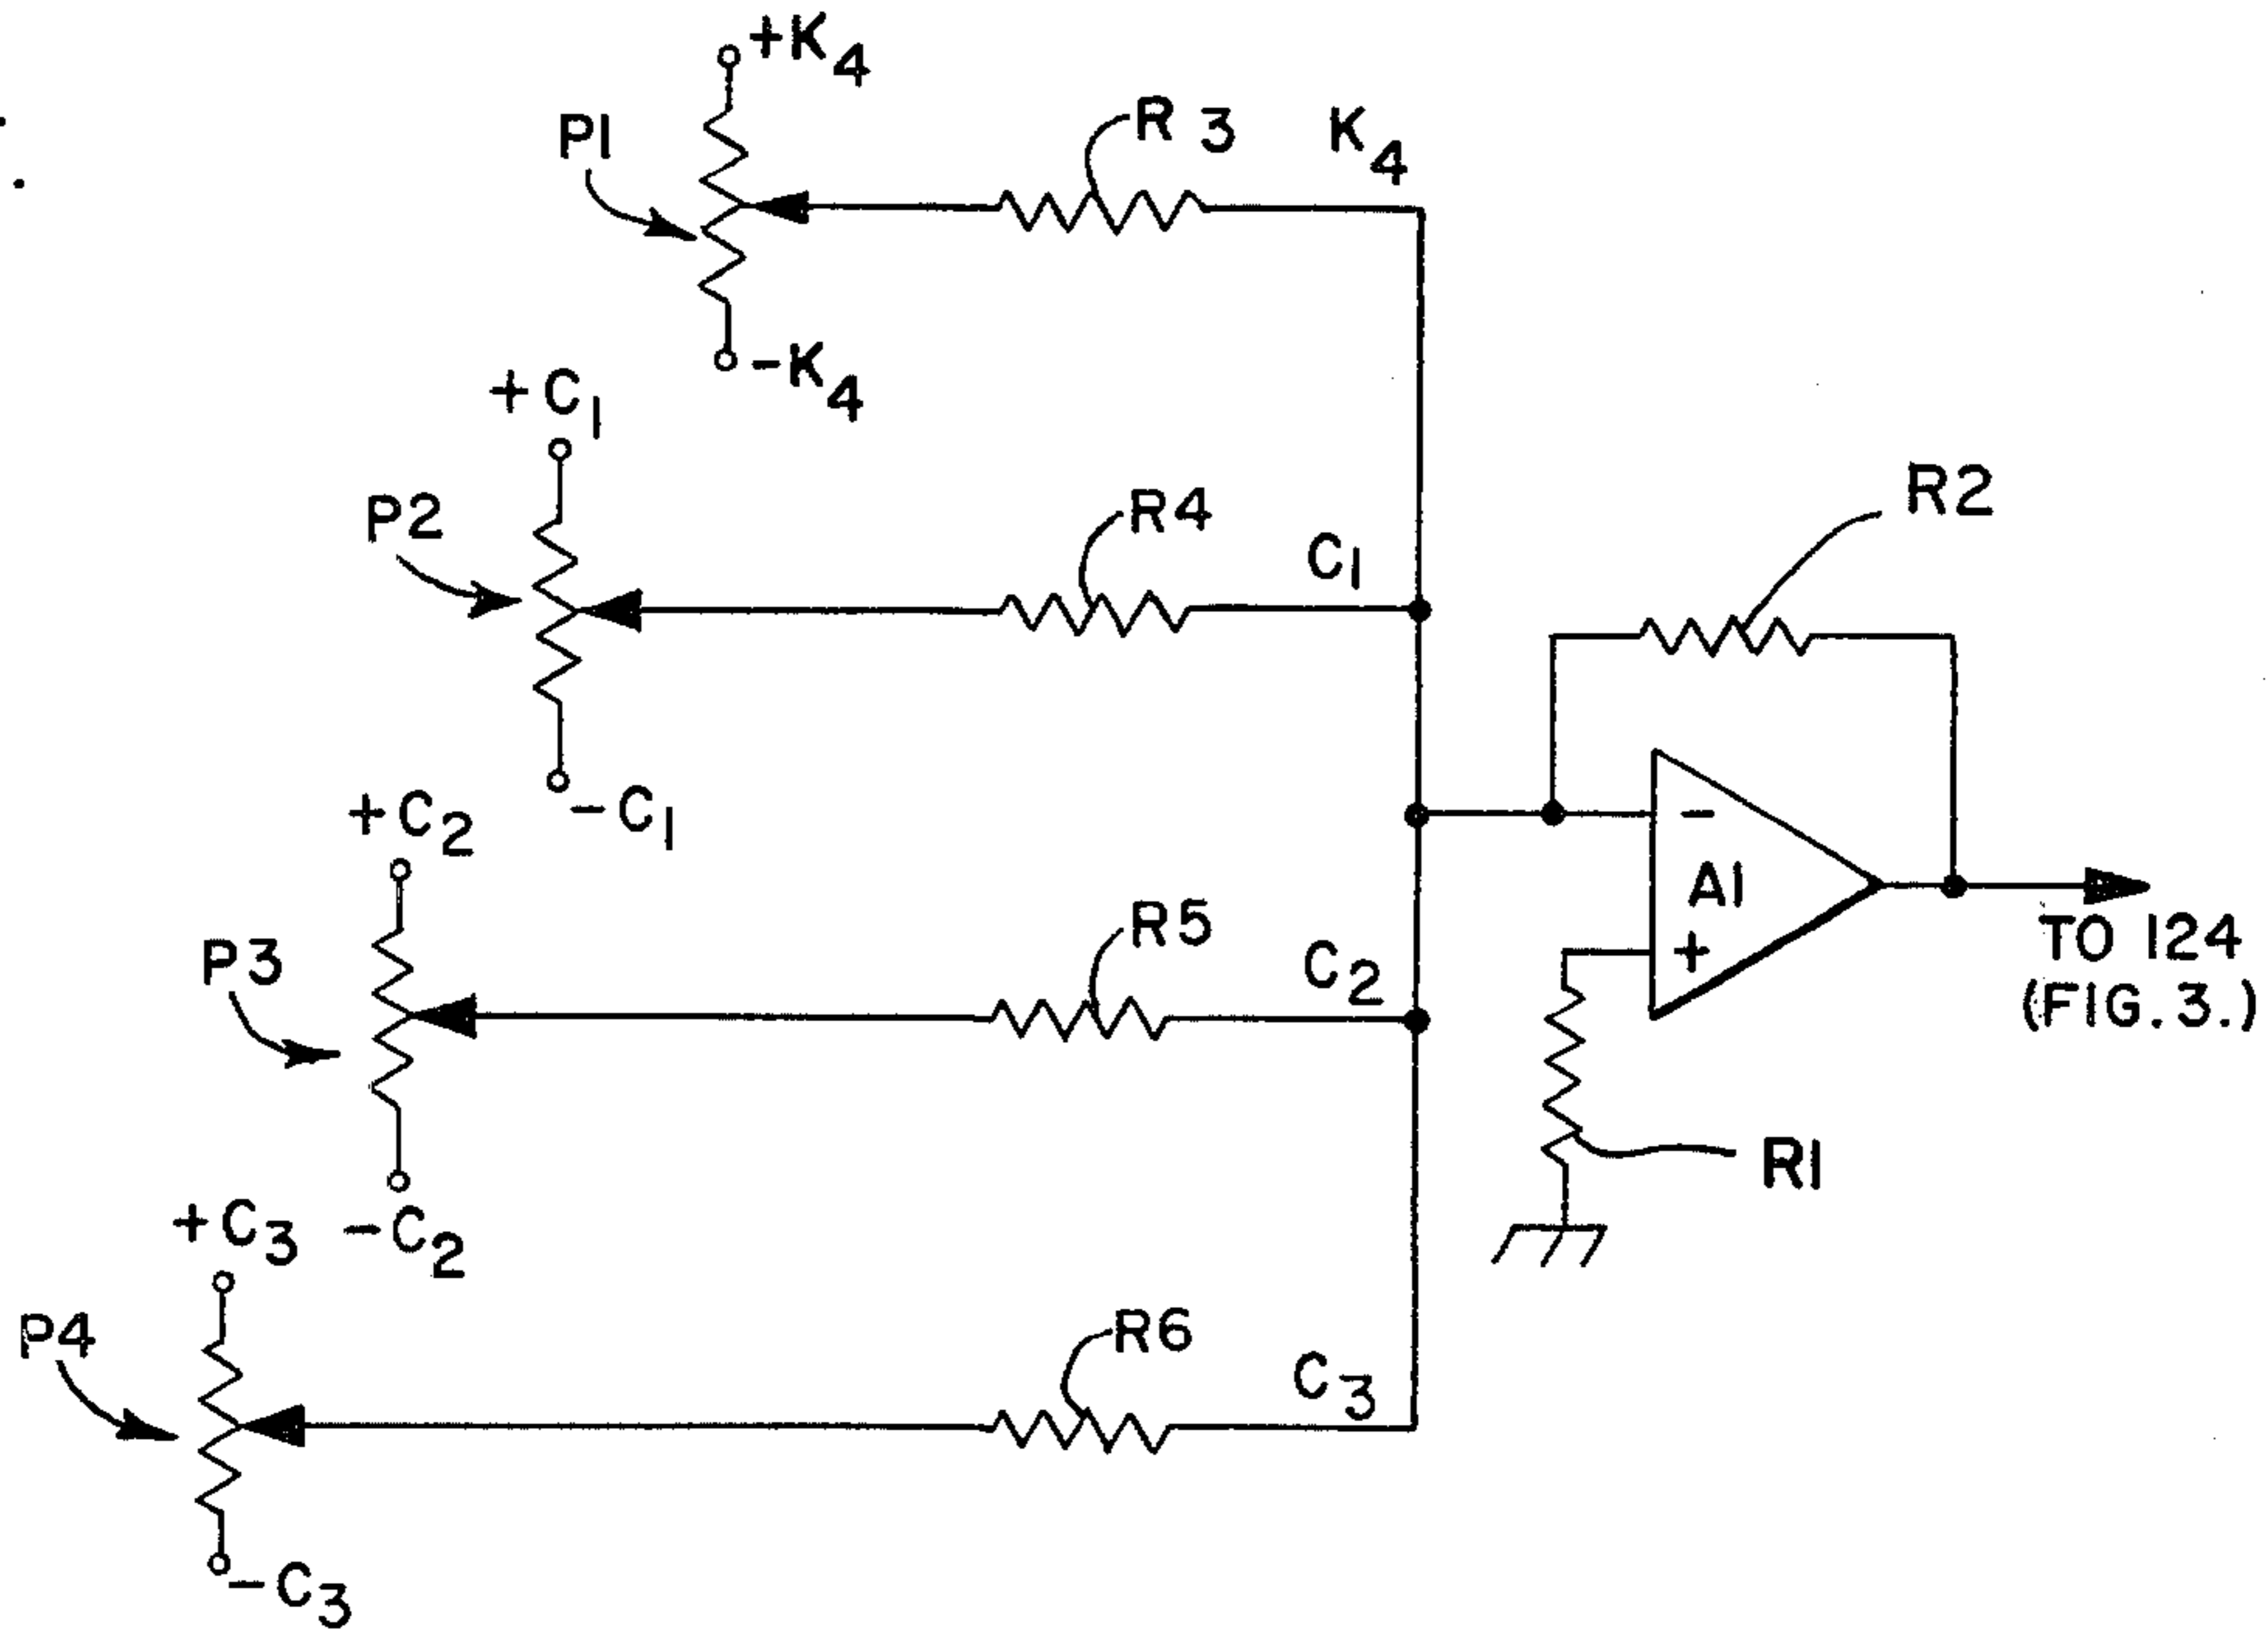 +K4
P1
R3
K4
-K4
+C1
P2
R4
C1
R2
-C1
+C2
P3
R5
C2
-
A1
+
TO 124
(FIG. 3.)
R1
-C2
+C3
P4
R6
C3
-C3